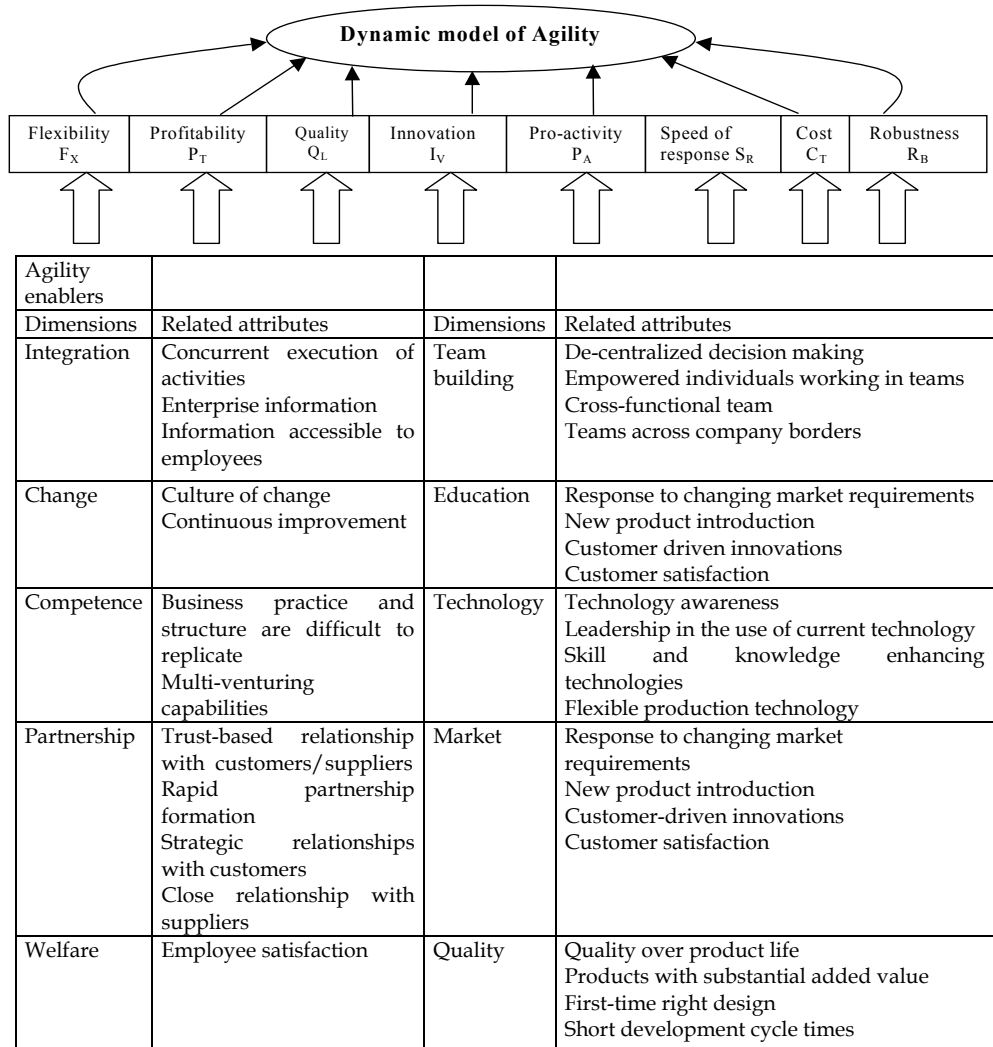 Dynamic model of Agility
Flexibility
F_X
Profitability
P_T
Quality
Q_L
Innovation
I_V
Pro-activity
P_A
Speed of
response S_R
Cost
C_T
Robustness
R_B
Agility
enablers
Dimensions
Related attributes
Dimensions
Related attributes
Integration
Concurrent execution of
activities
Enterprise information
Information accessible to
employees
Team
building
De-centralized decision making
Empowered individuals working in teams
Cross-functional team
Teams across company borders
Change
Culture of change
Continuous improvement
Education
Response to changing market requirements
New product introduction
Customer driven innovations
Customer satisfaction
Competence
Business practice and
structure are difficult to
replicate
Multi-venturing
capabilities
Technology
Technology awareness
Leadership in the use of current technology
Skill and knowledge enhancing
technologies
Flexible production technology
Partnership
Trust-based relationship
with customers/suppliers
Rapid partnership
formation
Strategic relationships
with customers
Close relationship with
suppliers
Market
Response to changing market
requirements
New product introduction
Customer-driven innovations
Customer satisfaction
Welfare
Employee satisfaction
Quality
Quality over product life
Products with substantial added value
First-time right design
Short development cycle times